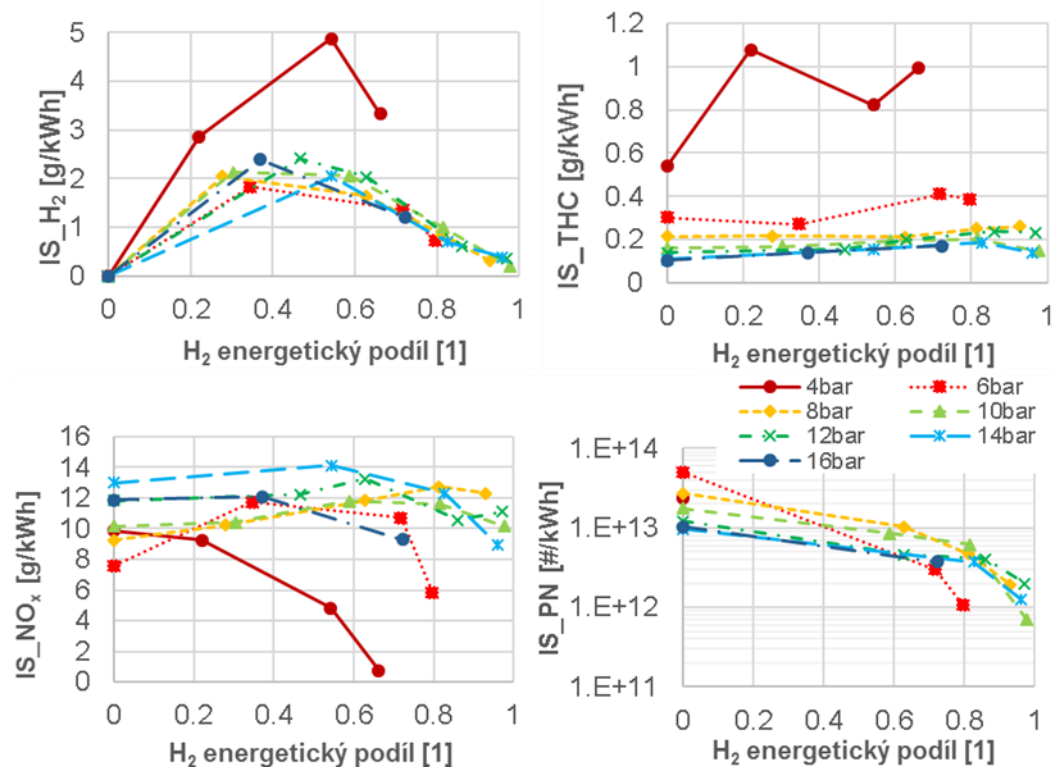 IS_H₂ [g/kWh]
5
4
3
2
1
0
0 0.2 0.4 0.6 0.8 1
H₂ energetický podíl [1]
IS_THC [g/kWh]
1.2
1
0.8
0.6
0.4
0.2
0
0 0.2 0.4 0.6 0.8 1
H₂ energetický podíl [1]
IS_NOₓ [g/kWh]
16
14
12
10
8
6
4
2
0
0 0.2 0.4 0.6 0.8 1
H₂ energetický podíl [1]
4bar 6bar
8bar 10bar
12bar 14bar
16bar
IS_PN [#/kWh]
1.E+14
1.E+13
1.E+12
1.E+11
0 0.2 0.4 0.6 0.8 1
H₂ energetický podíl [1]